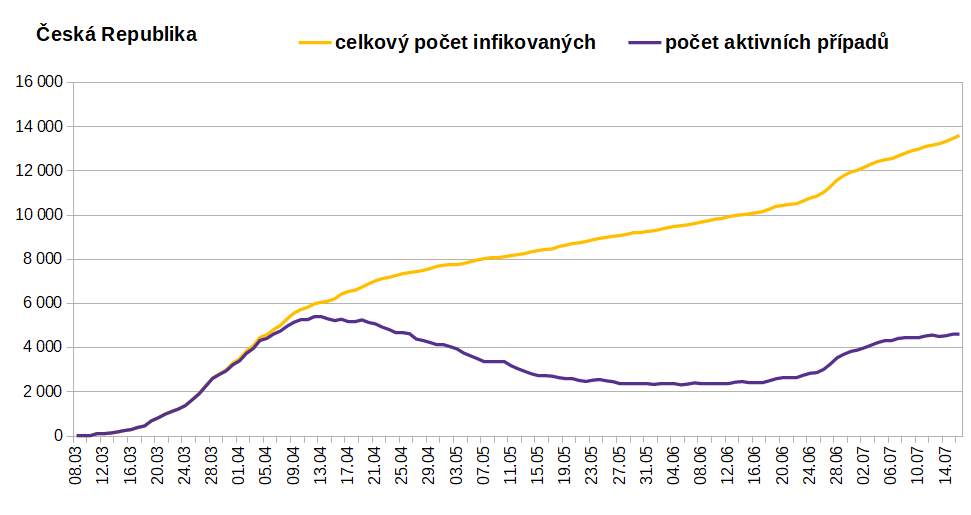 Česká Republika
celkový počet infikovaných
počet aktivních případů
16 000
14 000
12 000
10 000
8 000
6 000
4 000
2 000
0
08.03 12.03 16.03 20.03 24.03 28.03 01.04 05.04 09.04 13.04 17.04 21.04 25.04 29.04 03.05 07.05 11.05 15.05 19.05 23.05 27.05 31.05 04.06 08.06 12.06 16.06 20.06 24.06 28.06 02.07 06.07 10.07 14.07